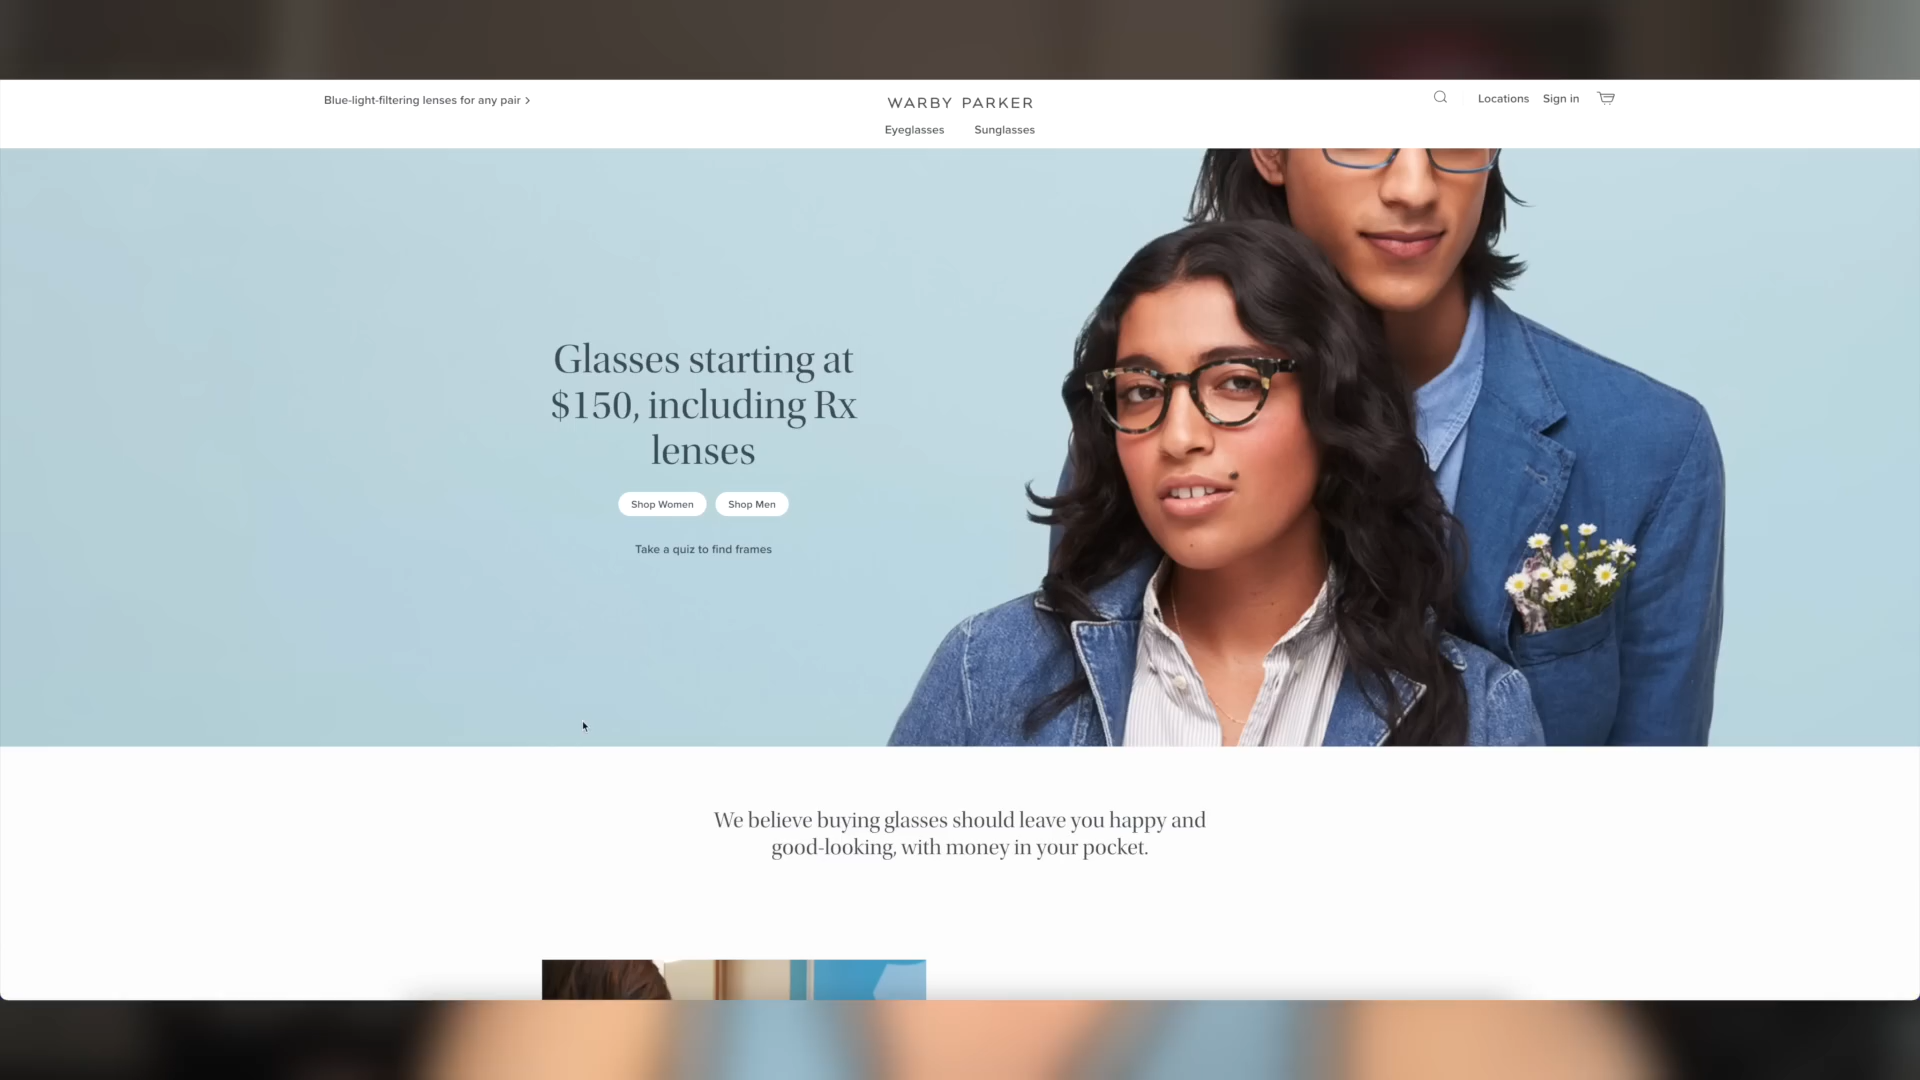 Blue-light-filtering lenses for any pair >
WARBY PARKER
Locations
Sign in
Eyeglasses
Sunglasses
Glasses starting at
$150, including Rx
lenses
Shop Women
Shop Men
Take a quiz to find frames
We believe buying glasses should leave you happy and
good-looking, with money in your pocket.